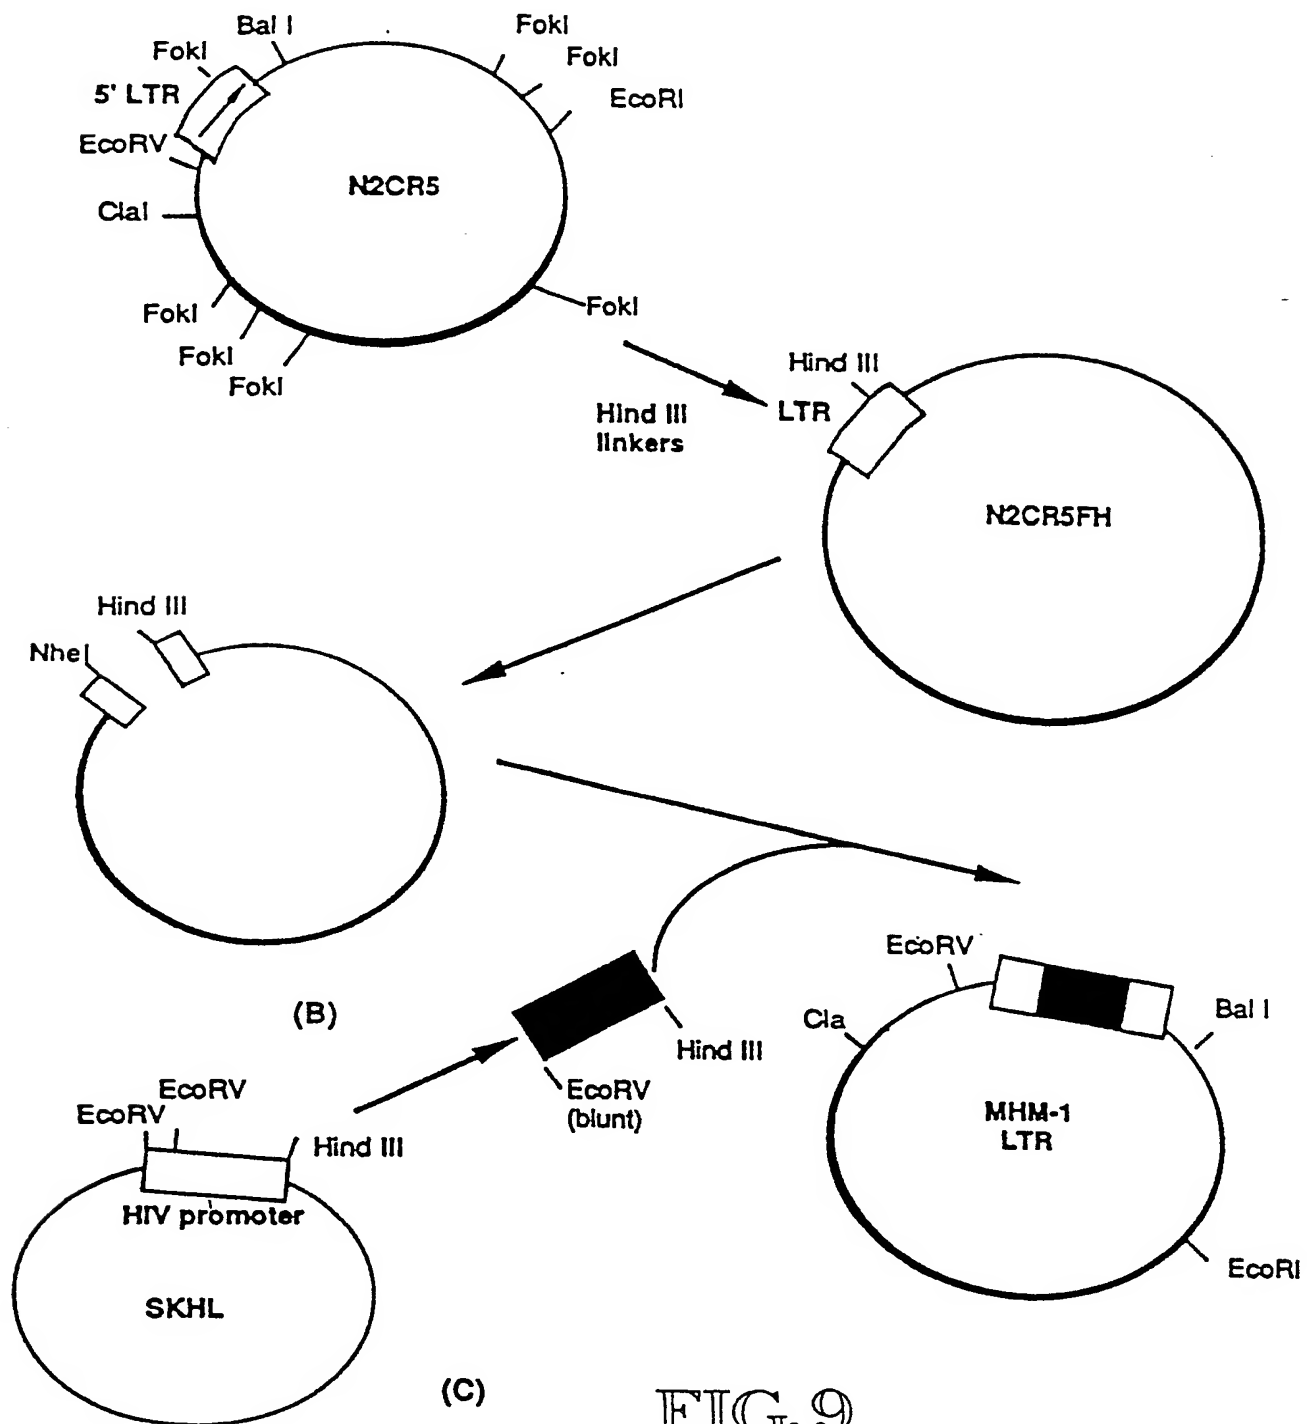 Bal I
FokI
FokI
FokI
5' LTR
EcoRI
EcoRV
N2CR5
ClaI
FokI
FokI
FokI
FokI
Hind III
linkers
Hind III
LTR
N2CR5FH
Hind III
NheI
(B)
EcoRV
Cla
Bal I
Hind III
EcoRV
(blunt)
MHM-1
LTR
EcoRI
EcoRV
EcoRV
Hind III
HIV promoter
SKHL
(C)
FIG. 9